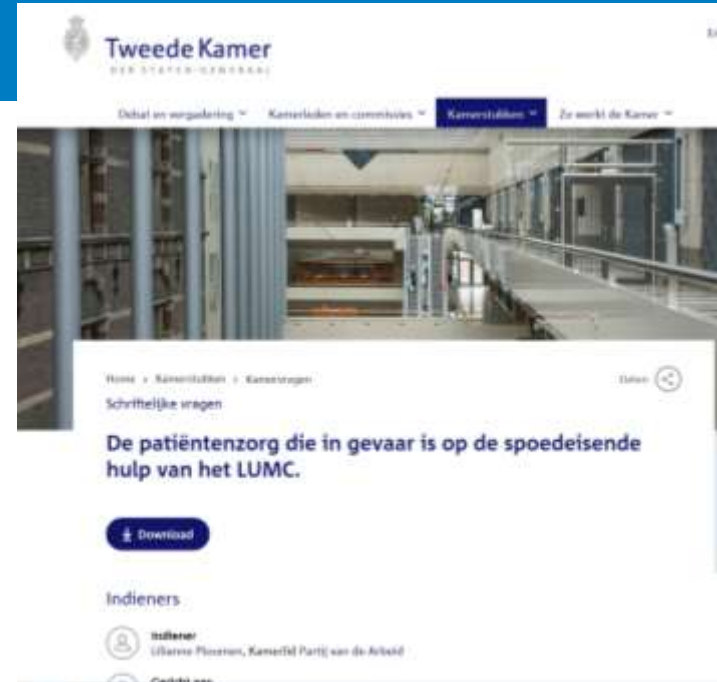 Tweede Kamer
DER STATEN-GENERAAL
Debat en vergadering
Kamerleden en commissies
Kamerstukken
Zo werkt de Kamer
Home › Kamerstukken › Kamervragen
Delen
Schriftelijke vragen
De patiëntenzorg die in gevaar is op de spoedeisende
hulp van het LUMC.
Download
Indieners
Indiener
Lilianne Ploumen, Kamerlid Partij van de Arbeid